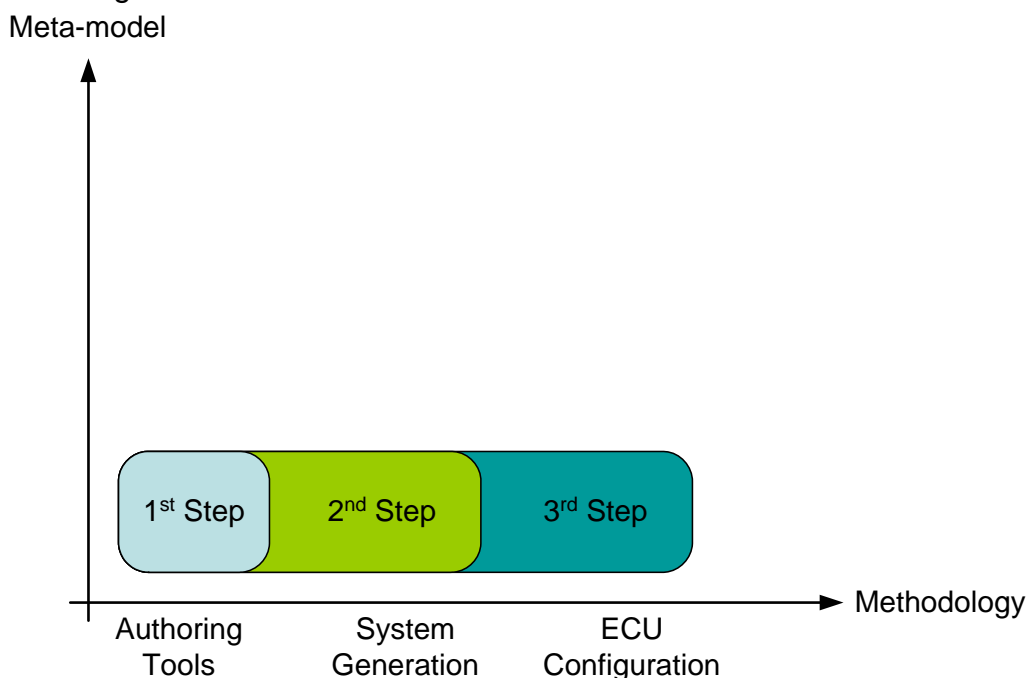 Meta-model
1st Step
2nd Step
3rd Step
Methodology
Authoring
Tools
System
Generation
ECU
Configuration